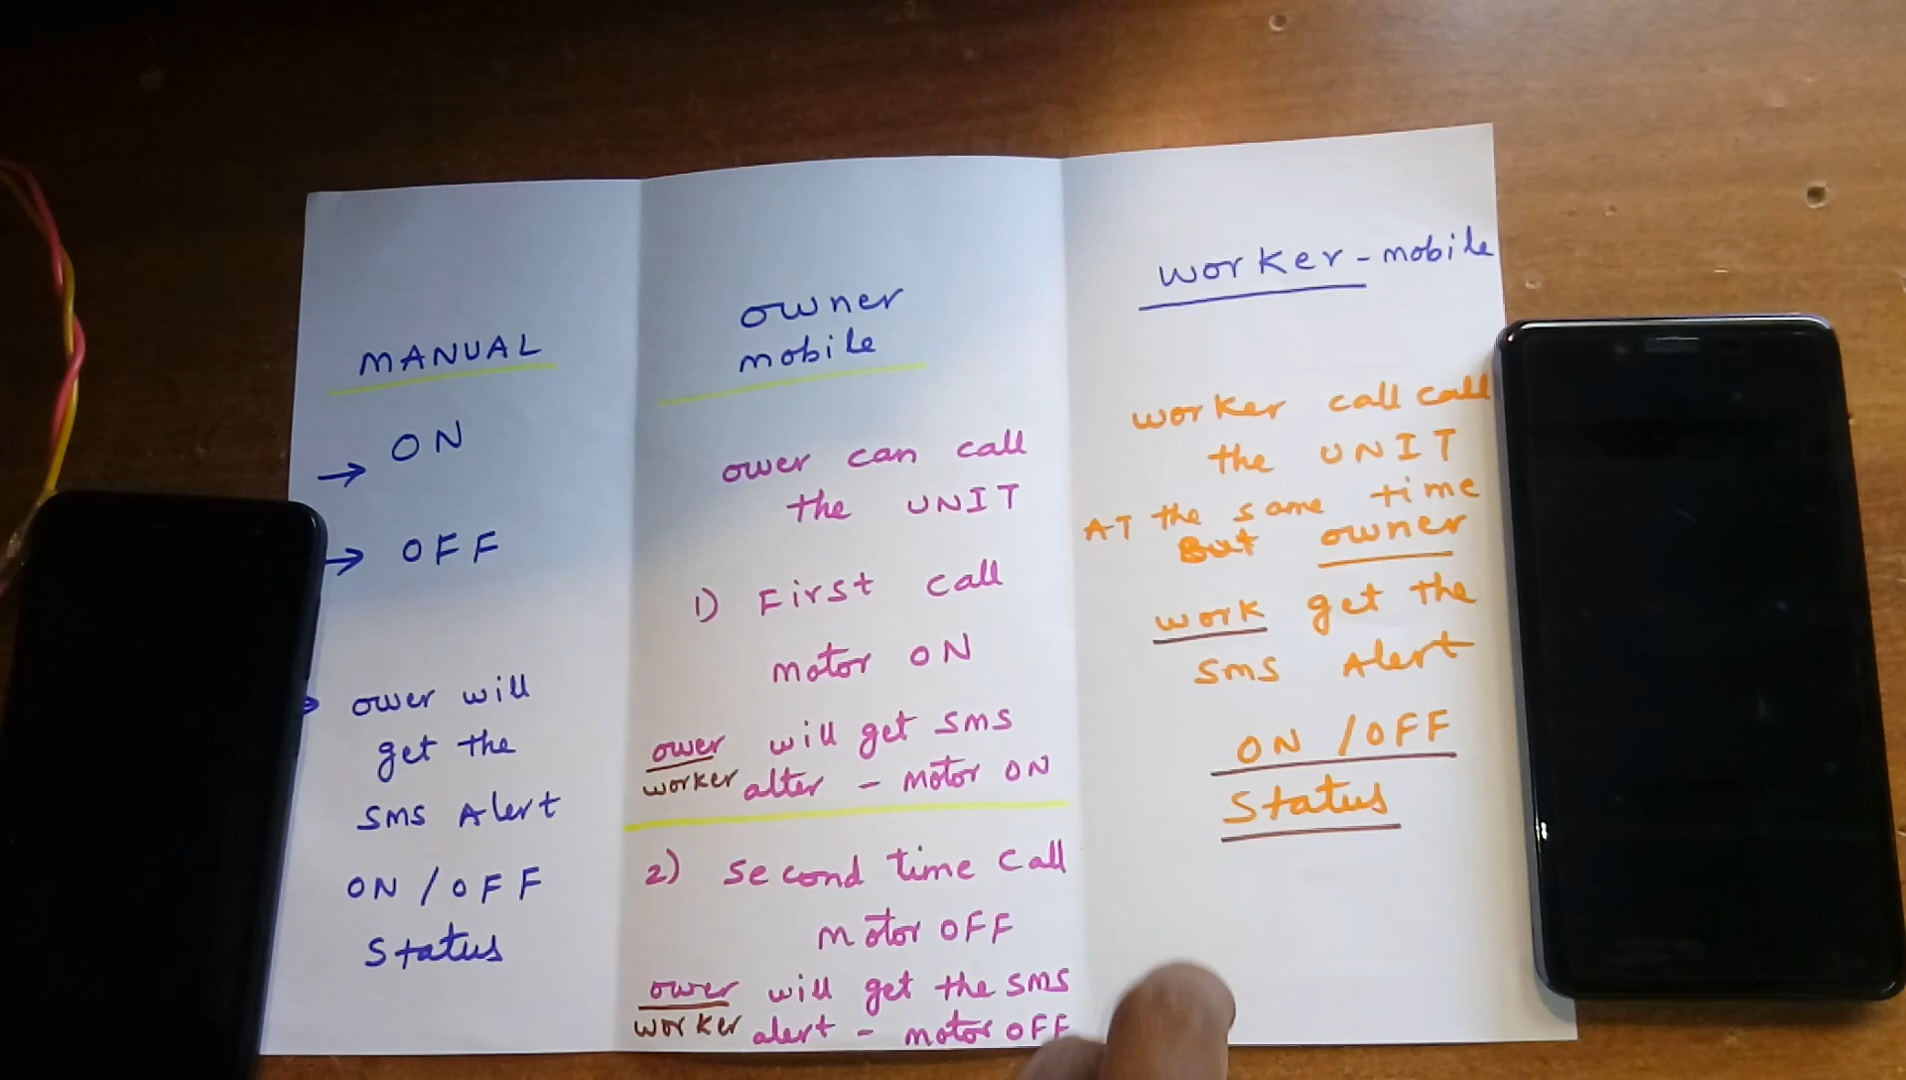 MANUAL
→ ON
→ OFF
ower will
get the
SMS Alert
ON / OFF
Status
owner
mobile
ower can call
the UNIT
1) First call
motor ON
ower will get sms
worker alter - motor ON
2) Second time call
motor OFF
ower will get the sms
worker alert - motor OFF
worker - mobile
worker call call
the UNIT
AT the same time
But owner
work get the
sms Alert
ON / OFF
Status